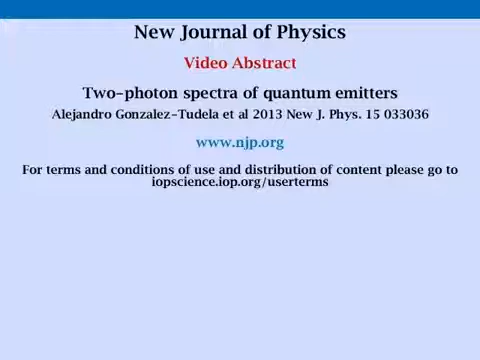 New Journal of Physics
Video Abstract
Two-photon spectra of quantum emitters
Alejandro Gonzalez-Tudela et al 2013 New J. Phys. 15 033036
www.njp.org
For terms and conditions of use and distribution of content please go to
iopscience.iop.org/userterms